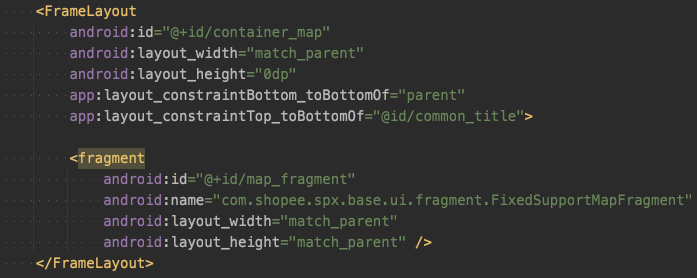 <FrameLayout
android:id="@+id/container_map"
android:layout_width="match_parent"
android:layout_height="0dp"
app:layout_constraintBottom_toBottomOf="parent"
app:layout_constraintTop_toBottomOf="@id/common_title">
<fragment
android:id="@+id/map_fragment"
android:name="com.shopee.spx.base.ui.fragment.FixedSupportMapFragment"
android:layout_width="match_parent"
android:layout_height="match_parent" />
</FrameLayout>